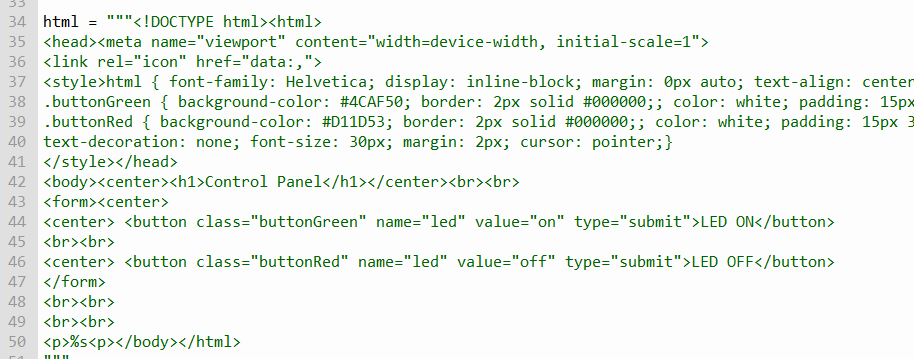 33
34 html = """<!DOCTYPE html><html>
35 <head><meta name="viewport" content="width=device-width, initial-scale=1">
36 <link rel="icon" href="data:,">
37 <style>html { font-family: Helvetica; display: inline-block; margin: 0px auto; text-align: center
38 .buttonGreen { background-color: #4CAF50; border: 2px solid #000000;; color: white; padding: 15px
39 .buttonRed { background-color: #D11D53; border: 2px solid #000000;; color: white; padding: 15px 3
40 text-decoration: none; font-size: 30px; margin: 2px; cursor: pointer;}
41 </style></head>
42 <body><center><h1>Control Panel</h1></center><br><br>
43 <form><center>
44 <center> <button class="buttonGreen" name="led" value="on" type="submit">LED ON</button>
45 <br><br>
46 <center> <button class="buttonRed" name="led" value="off" type="submit">LED OFF</button>
47 </form>
48 <br><br>
49 <br><br>
50 <p>%s<p></body></html>
51 """